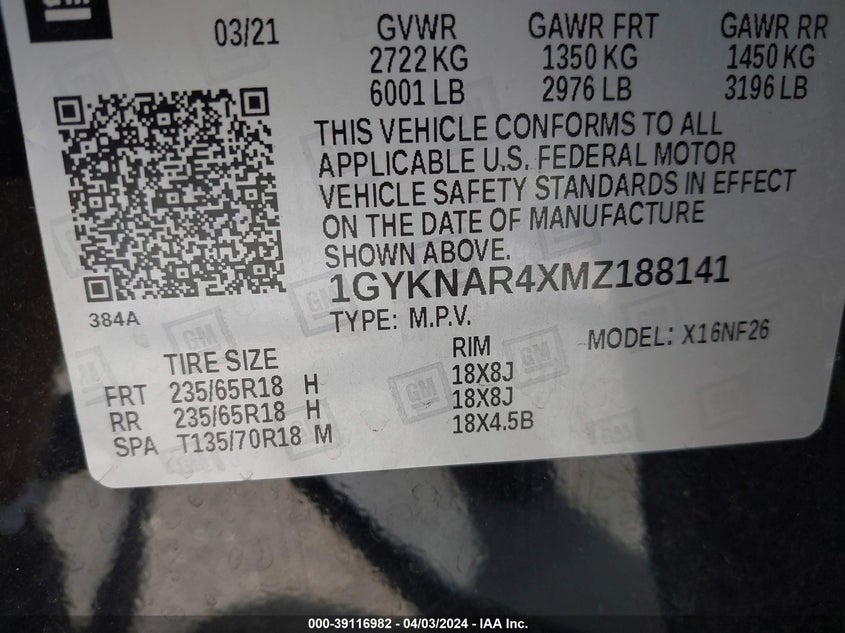 GM
03/21
GVWR GAWR FRT GAWR RR
2722 KG 1350 KG 1450 KG
6001 LB 2976 LB 3196 LB
THIS VEHICLE CONFORMS TO ALL
APPLICABLE U.S. FEDERAL MOTOR
VEHICLE SAFETY STANDARDS IN EFFECT
ON THE DATE OF MANUFACTURE
SHOWN ABOVE.
1GYKNAR4XMZ188141
384A
TYPE: M.P.V. MODEL: X16NF26
TIRE SIZE RIM
FRT 235/65R18 H 18X8J
RR 235/65R18 H 18X8J
SPA T135/70R18 M 18X4.5B
000-39116982 - 04/03/2024 - IAA Inc.